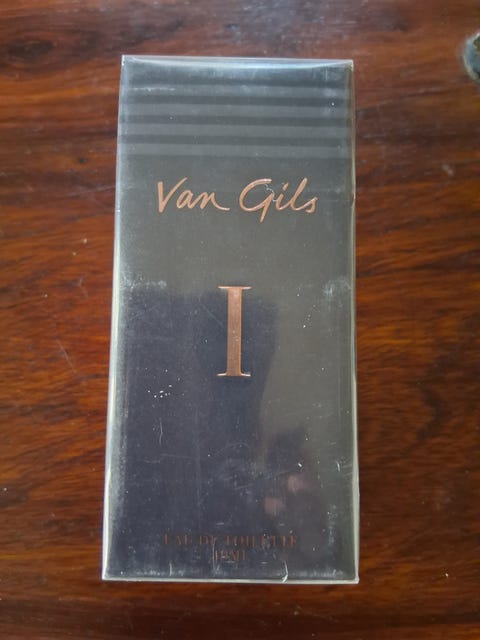 Van Gils
I
EAU DE TOILETTE